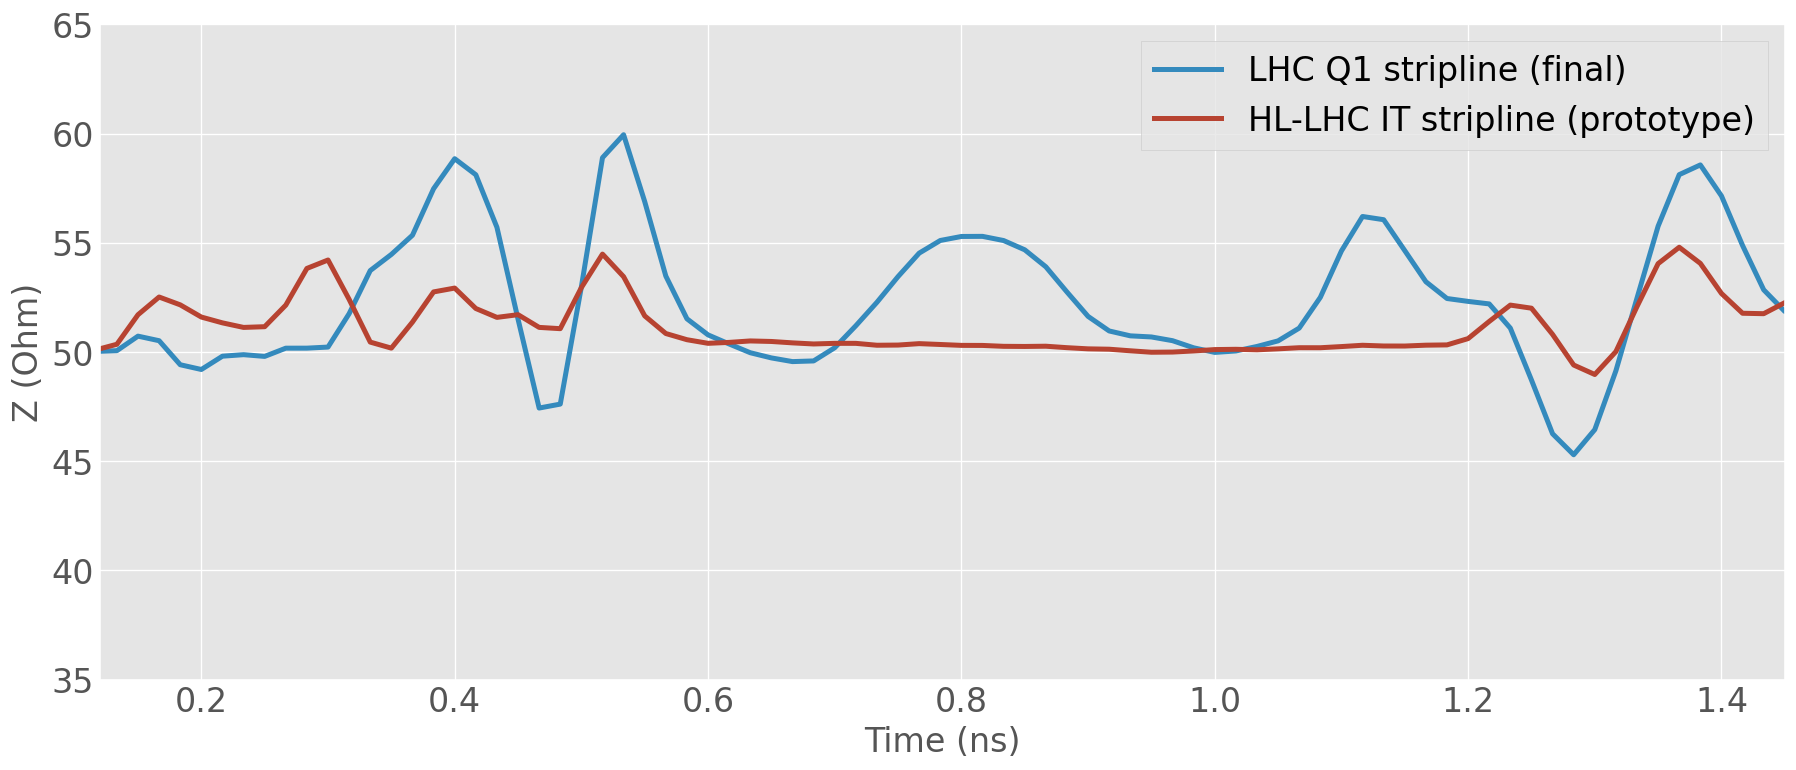 65
60
55
50
45
40
35
Z (Ohm)
LHC Q1 stripline (final)
HL-LHC IT stripline (prototype)
0.2 0.4 0.6 0.8 1.0 1.2 1.4
Time (ns)